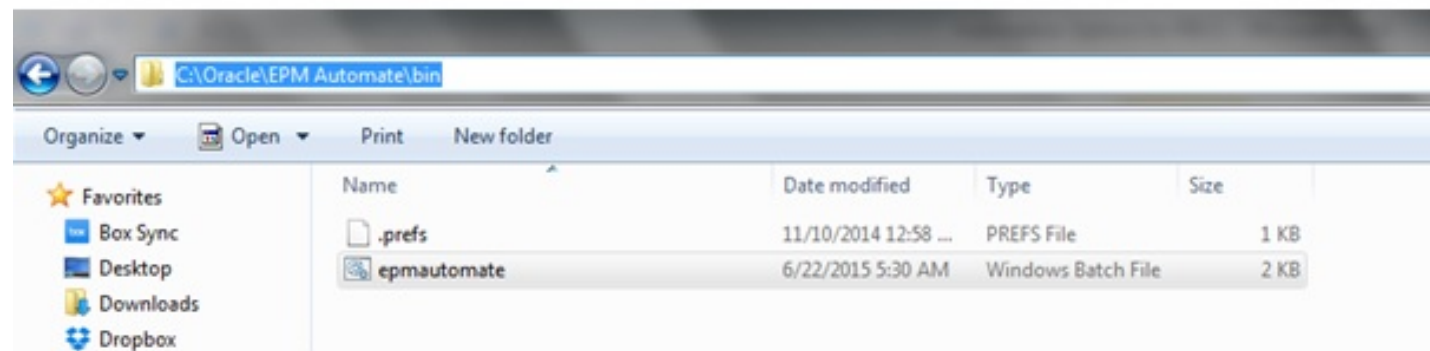 C:\Oracle\EPM Automate\bin
Organize Open Print New folder
Favorites
Box Sync
Desktop
Downloads
Dropbox
Name Date modified Type Size
.prefs 11/10/2014 12:58 ... PREFS File 1 KB
epmautomate 6/22/2015 5:30 AM Windows Batch File 2 KB